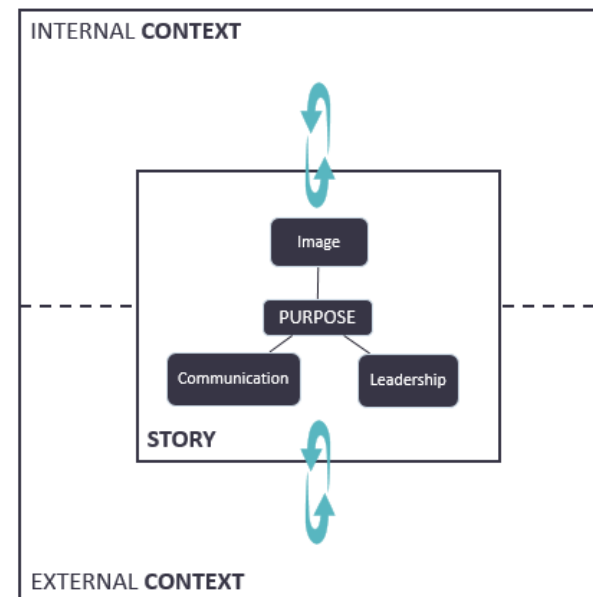 INTERNAL CONTEXT
Image
PURPOSE
Communication
Leadership
STORY
EXTERNAL CONTEXT